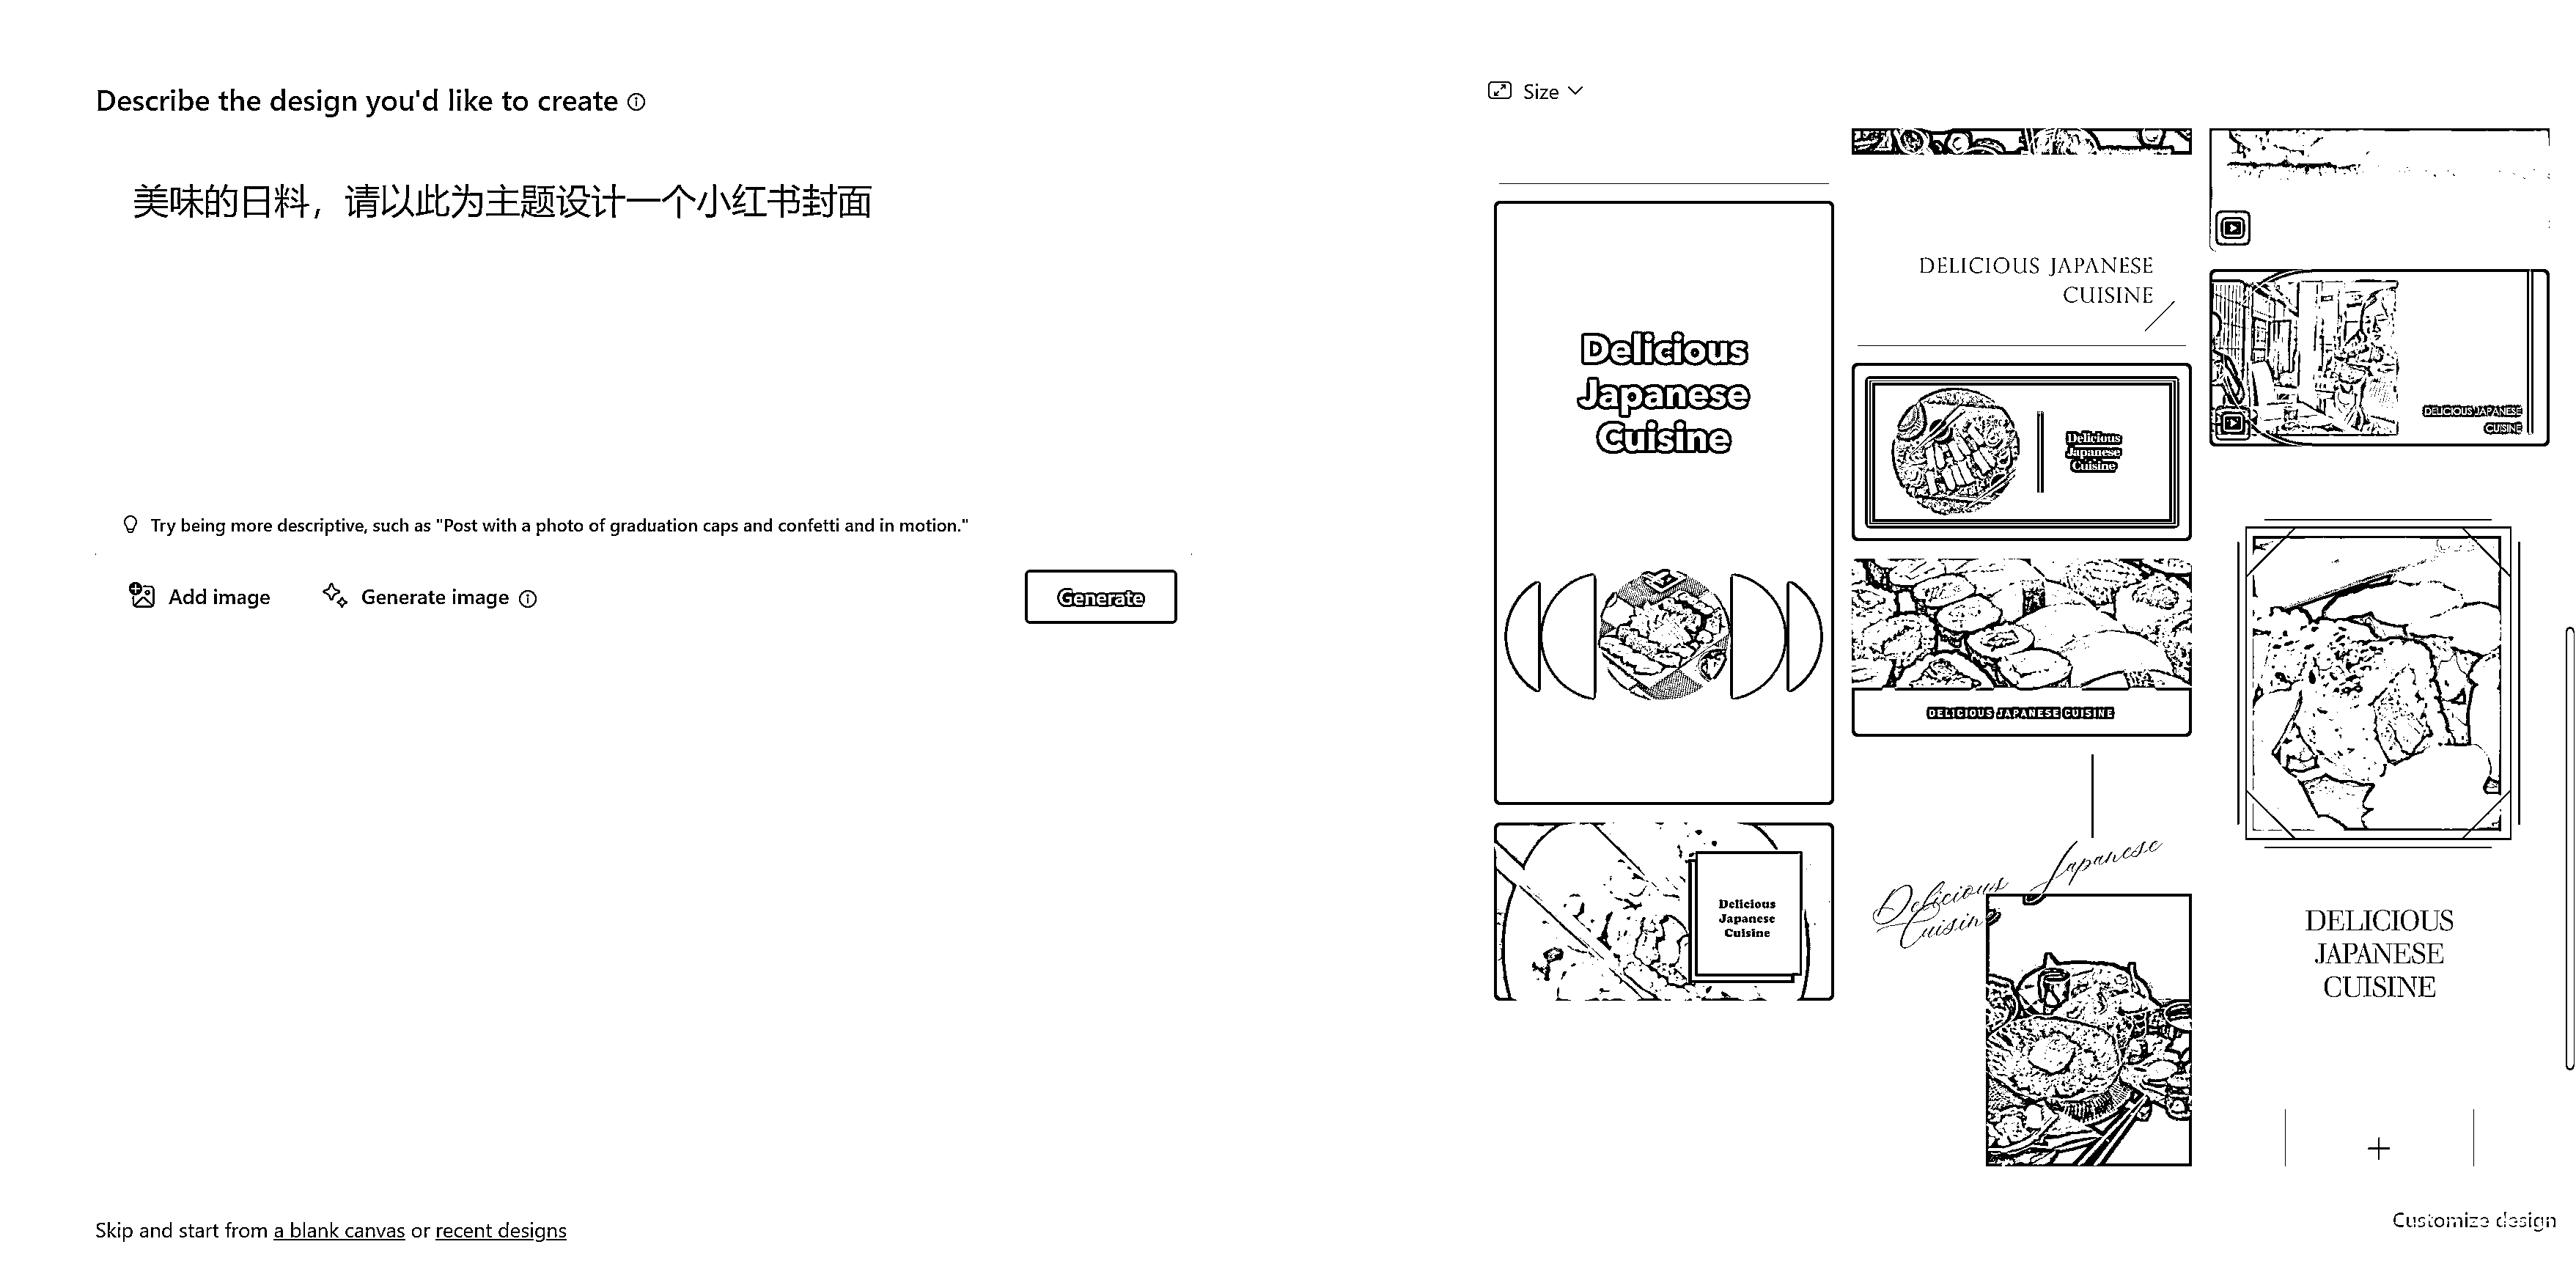 Describe the design you'd like to create
美味的日料，请以此为主题设计一个小红书封面
Try being more descriptive, such as "Post with a photo of graduation caps and confetti and in motion."
Add image
Generate image
Generate
Skip and start from a blank canvas or recent designs
Size
Delicious
Japanese
Cuisine
Delicious
Japanese
Cuisine
DELICIOUS JAPANESE
CUISINE
Delicious
Japanese
Cuisine
DELICIOUS JAPANESE CUISINE
Delicious Japanese
Cuisine
DELICIOUS JAPANESE
CUISINE
DELICIOUS
JAPANESE
CUISINE
Customize design